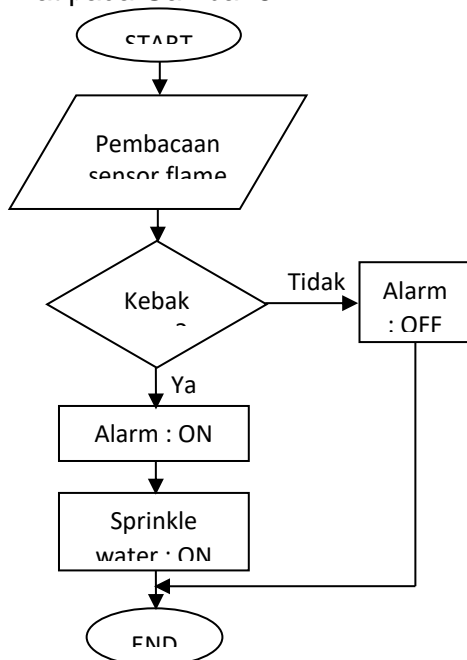 START
Pembacaan
sensor flame
Kebak
Tidak
Alarm
: OFF
Ya
Alarm : ON
Sprinkle
water : ON
END